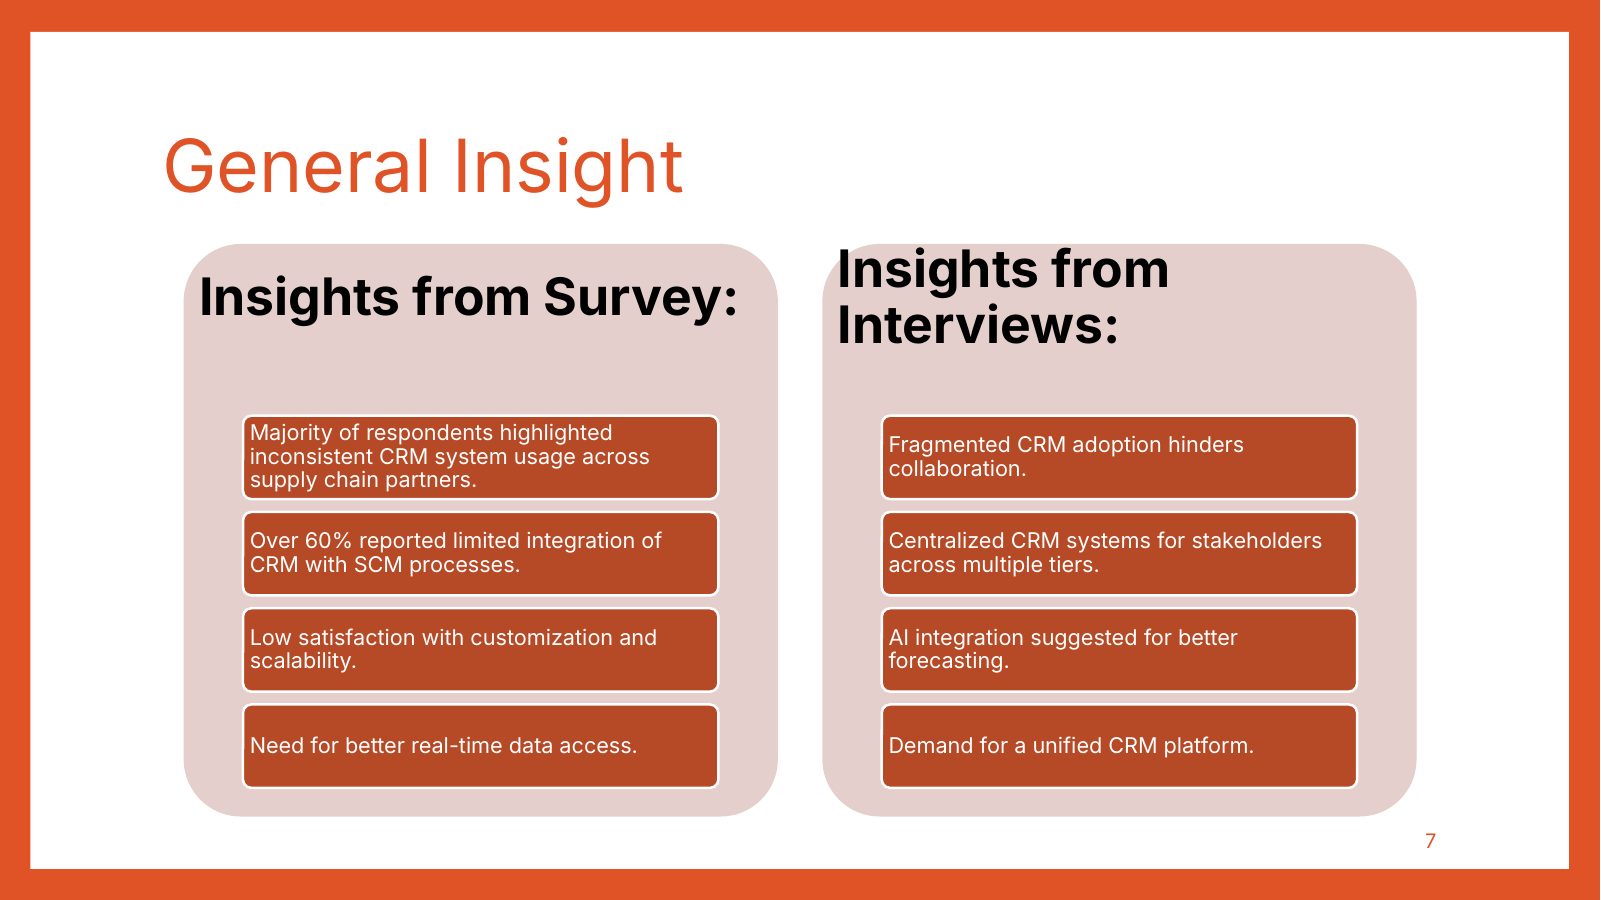 General Insight
Insights from Survey:
Majority of respondents highlighted
inconsistent CRM system usage across
supply chain partners.
Over 60% reported limited integration of
CRM with SCM processes.
Low satisfaction with customization and
scalability.
Need for better real-time data access.
Insights from
Interviews:
Fragmented CRM adoption hinders
collaboration.
Centralized CRM systems for stakeholders
across multiple tiers.
AI integration suggested for better
forecasting.
Demand for a unified CRM platform.
7